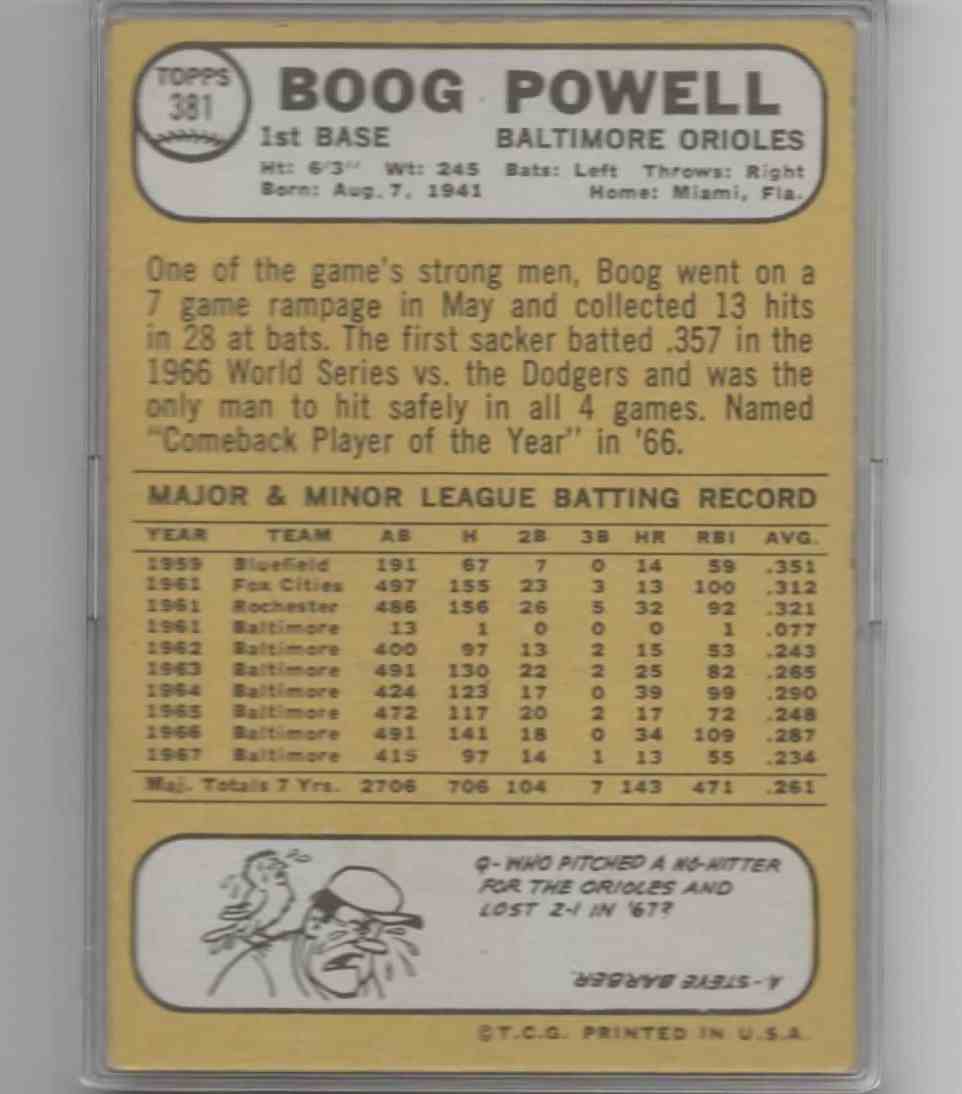 TOPPS
381
BOOG POWELL
1st BASE BALTIMORE ORIOLES
Ht: 6'3" Wt: 245 Bats: Left Throws: Right
Born: Aug. 7, 1941 Home: Miami, Fla.
One of the game's strong men, Boog went on a
7 game rampage in May and collected 13 hits
in 28 at bats. The first sacker batted .357 in the
1966 World Series vs. the Dodgers and was the
only man to hit safely in all 4 games. Named
"Comeback Player of the Year" in '66.
MAJOR & MINOR LEAGUE BATTING RECORD
YEAR TEAM AB H 2B 3B HR RBI AVG.
1959 Bluefield 191 67 7 0 14 59 .351
1961 Fox Cities 497 155 23 3 13 100 .312
1961 Rochester 486 156 26 5 32 92 .321
1961 Baltimore 13 1 0 0 0 1 .077
1962 Baltimore 400 97 13 2 15 53 .243
1963 Baltimore 491 130 22 2 25 82 .265
1964 Baltimore 424 123 17 0 39 99 .290
1965 Baltimore 472 117 20 2 17 72 .248
1966 Baltimore 491 141 18 0 34 109 .287
1967 Baltimore 415 97 14 1 13 55 .234
Maj. Totals 7 Yrs. 2706 706 104 7 143 471 .261
Q- WHO PITCHED A NO-HITTER
FOR THE ORIOLES AND
LOST 2-1 IN '67?
A- STEVE BARBER.
©T.C.G. PRINTED IN U.S.A.